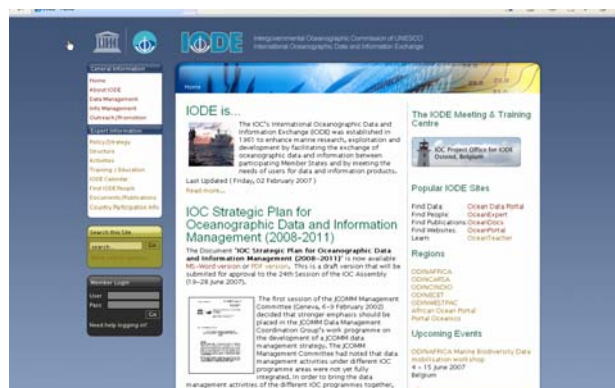 IODE
Intergovernmental Oceanographic Commission of UNESCO
International Oceanographic Data and Information Exchange
General Information
Home
About IODE
Data Management
Info Management
Outreach/Promotion
Expert Information
Policy/Strategy
Structure
Activities
Training / Education
IODE Calendar
Find IODE People
Documents/Publications
Country Participation Info
Search this Site
search...
Go
Member Login
User
Pass
Go
Need help logging in?
Home
IODE is...
The IOC's International Oceanographic Data and
Information Exchange (IODE) was established in
1961 to enhance marine research, exploitation and
development by facilitating the exchange of
oceanographic data and information between
participating Member States and by meeting the
needs of users for data and information products.
Last Updated ( Friday, 02 February 2007 )
Read more...
IOC Strategic Plan for
Oceanographic Data and Information
Management (2008-2011)
The Document "IOC Strategic Plan for Oceanographic Data
and Information Management (2008-2011)" is now available
MS-Word version or PDF version. This is a draft version that will be
submitted for approval to the 24th Session of the IOC Assembly
(19-28 June 2007).
The first session of the JCOMM Management
Committee (Geneva, 6-9 February 2002)
decided that stronger emphasis should be
placed in the JCOMM Data Management
Coordination Group's work programme on
the development of a JCOMM data
management strategy. The JCOMM
Management Committee had noted that data
management activities under different IOC
programme areas were not yet fully
integrated. In order to bring the data
management activities of the different IOC programmes together,
The IODE Meeting & Training
Centre
IOC Project Office for IODE
Ostend, Belgium
Popular IODE Sites
Find Data: Ocean Data Portal
Find People: OceanExpert
Find Publications: OceanDocs
Find Websites: OceanPortal
Learn: OceanTeacher
Regions
ODINAFRICA
ODINCARSA
ODINCINDIO
ODINECET
ODINWESTPAC
African Ocean Portal
Portal Oceanico
Upcoming Events
ODINAFRICA Marine Biodiversity Data
mobilisation workshop
4 - 15 June 2007
Belgium